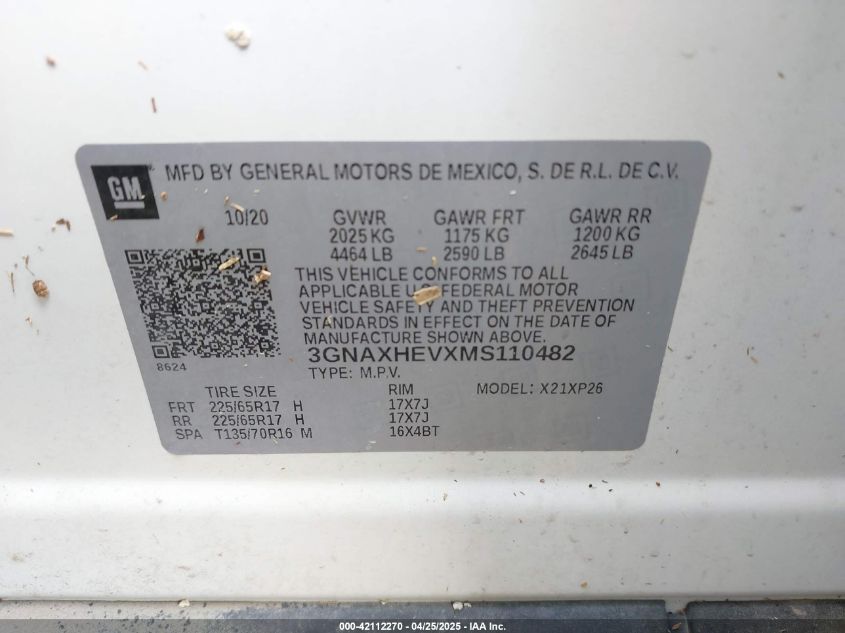 GM
MFD BY GENERAL MOTORS DE MEXICO, S. DE R.L. DE C.V.
10/20 GVWR GAWR FRT GAWR RR
2025 KG 1175 KG 1200 KG
4464 LB 2590 LB 2645 LB
THIS VEHICLE CONFORMS TO ALL
APPLICABLE U.S. FEDERAL MOTOR
VEHICLE SAFETY AND THEFT PREVENTION
STANDARDS IN EFFECT ON THE DATE OF
MANUFACTURE SHOWN ABOVE.
3GNAXHEVXMS110482
8624
TYPE: M.P.V.
TIRE SIZE RIM MODEL: X21XP26
FRT 225/65R17 H 17X7J
RR 225/65R17 H 17X7J
SPA T135/70R16 M 16X4BT
000-42112270 - 04/25/2025 - IAA Inc.